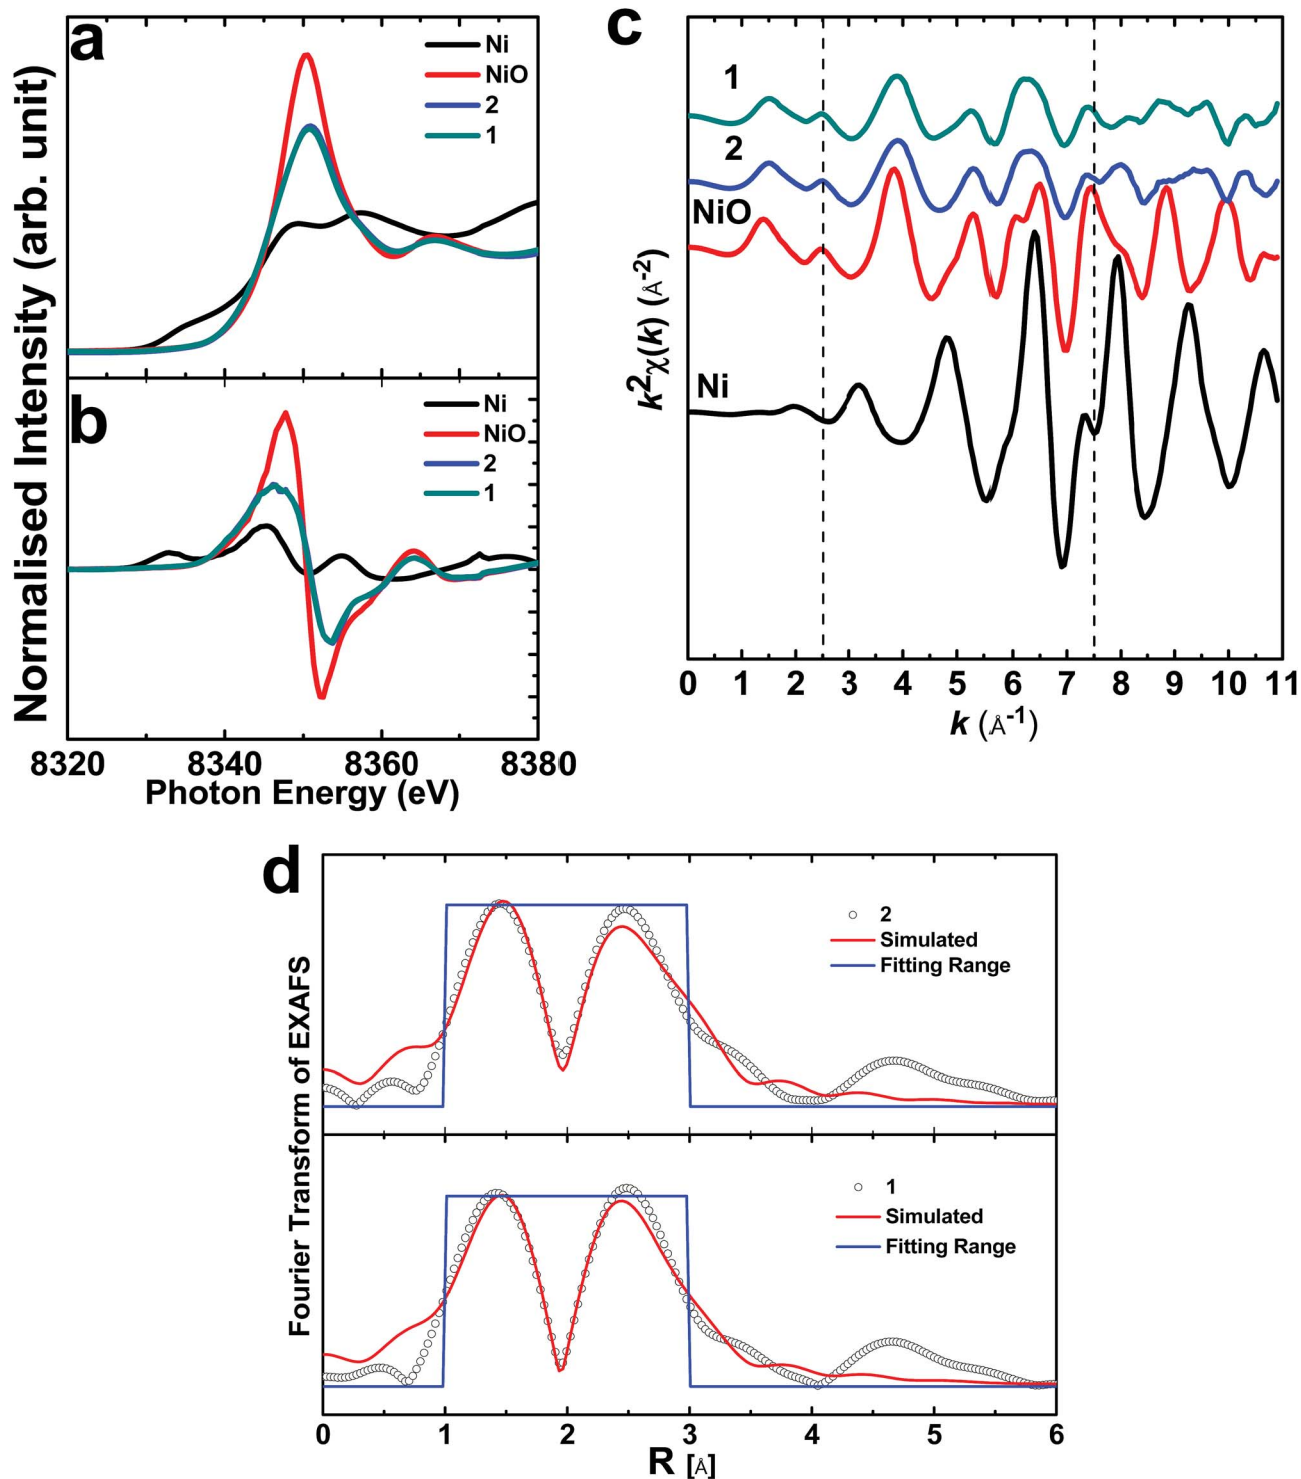 a
Ni
NiO
2
1
b
Ni
NiO
2
1
Normalised Intensity (arb. unit)
8320 8340 8360 8380
Photon Energy (eV)
c
1
2
NiO
Ni
k²χ(k) (Å⁻²)
0 1 2 3 4 5 6 7 8 9 10 11
k (Å⁻¹)
d
2
Simulated
Fitting Range
1
Simulated
Fitting Range
Fourier Transform of EXAFS
0 1 2 3 4 5 6
R [Å]